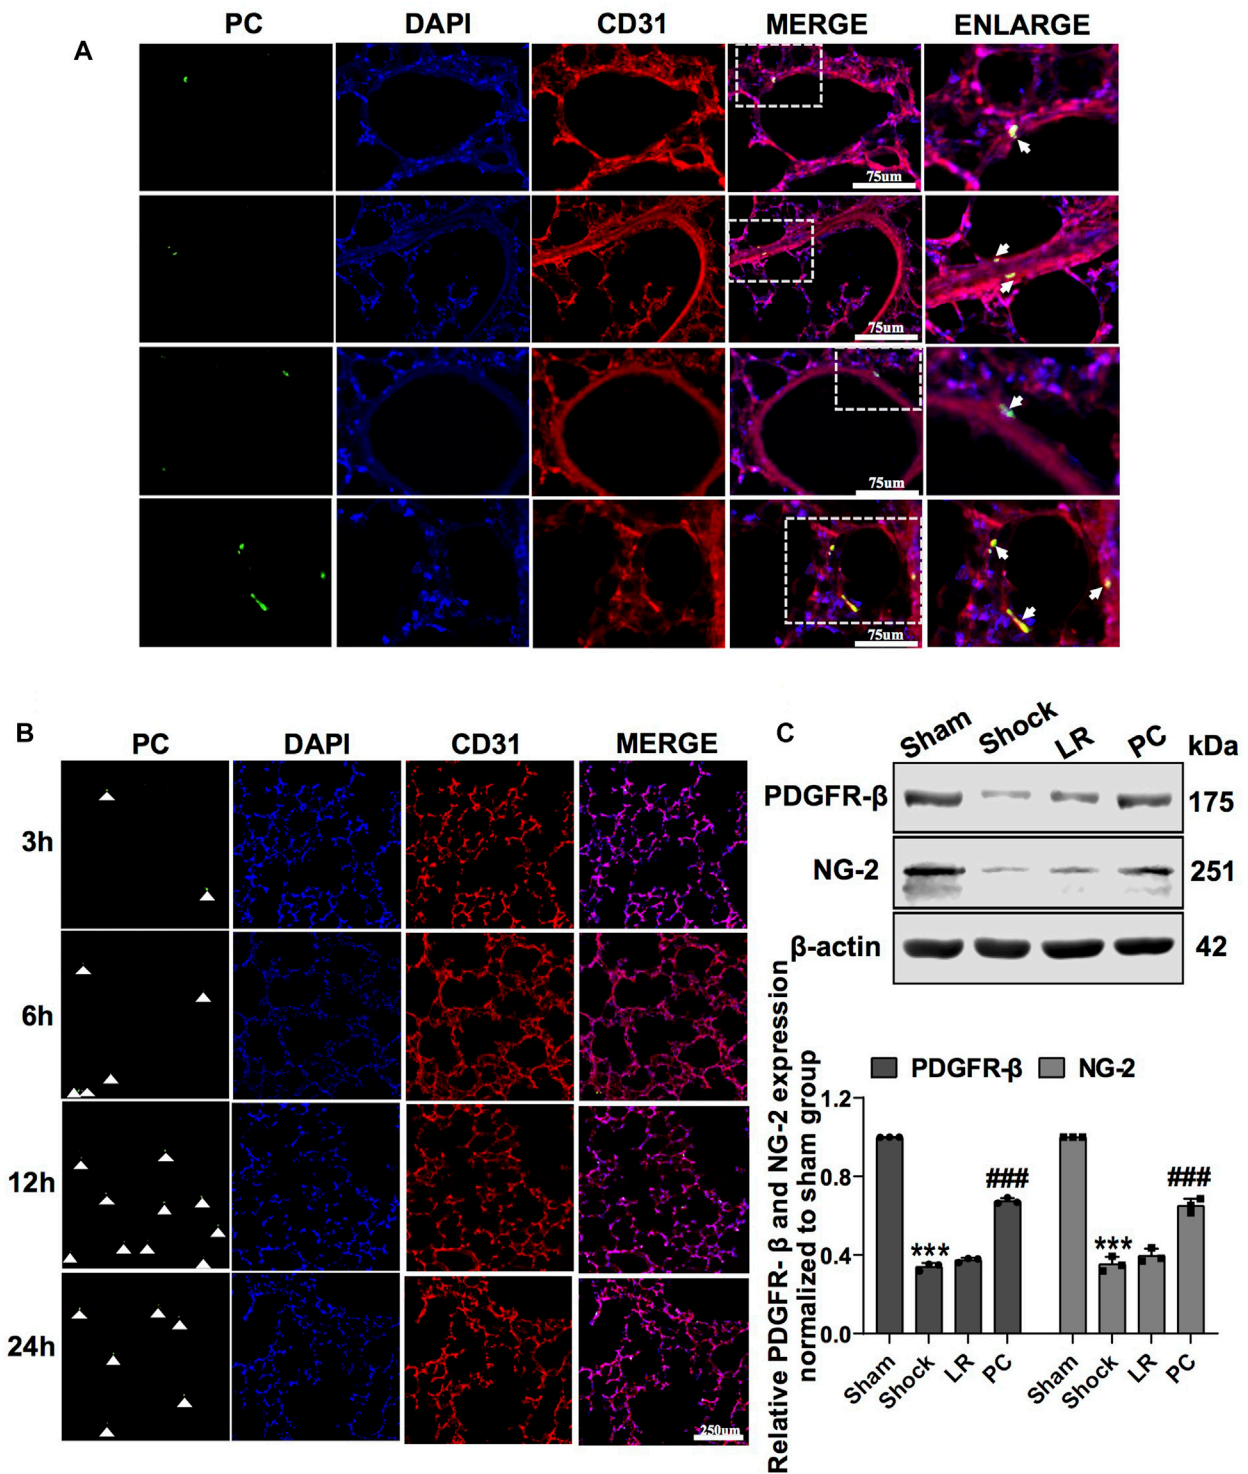 A
PC DAPI CD31 MERGE ENLARGE
75um
75um
75um
75um
B
PC DAPI CD31 MERGE
3h
6h
12h
24h
250um
C
Sham Shock LR PC kDa
PDGFR-β 175
NG-2 251
β-actin 42
Relative PDGFR- β and NG-2 expression
normalized to sham group
PDGFR-β NG-2
1.2
0.8
0.4
0.0
*** ### *** ###
Sham Shock LR PC Sham Shock LR PC